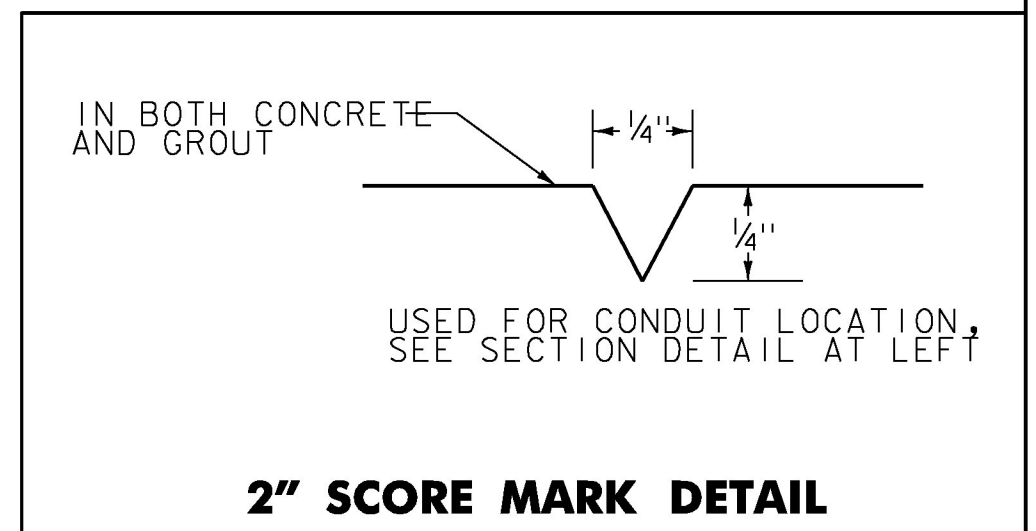 IN BOTH CONCRETE
AND GROUT
1/4"
1/4"
USED FOR CONDUIT LOCATION,
SEE SECTION DETAIL AT LEFT
2" SCORE MARK DETAIL